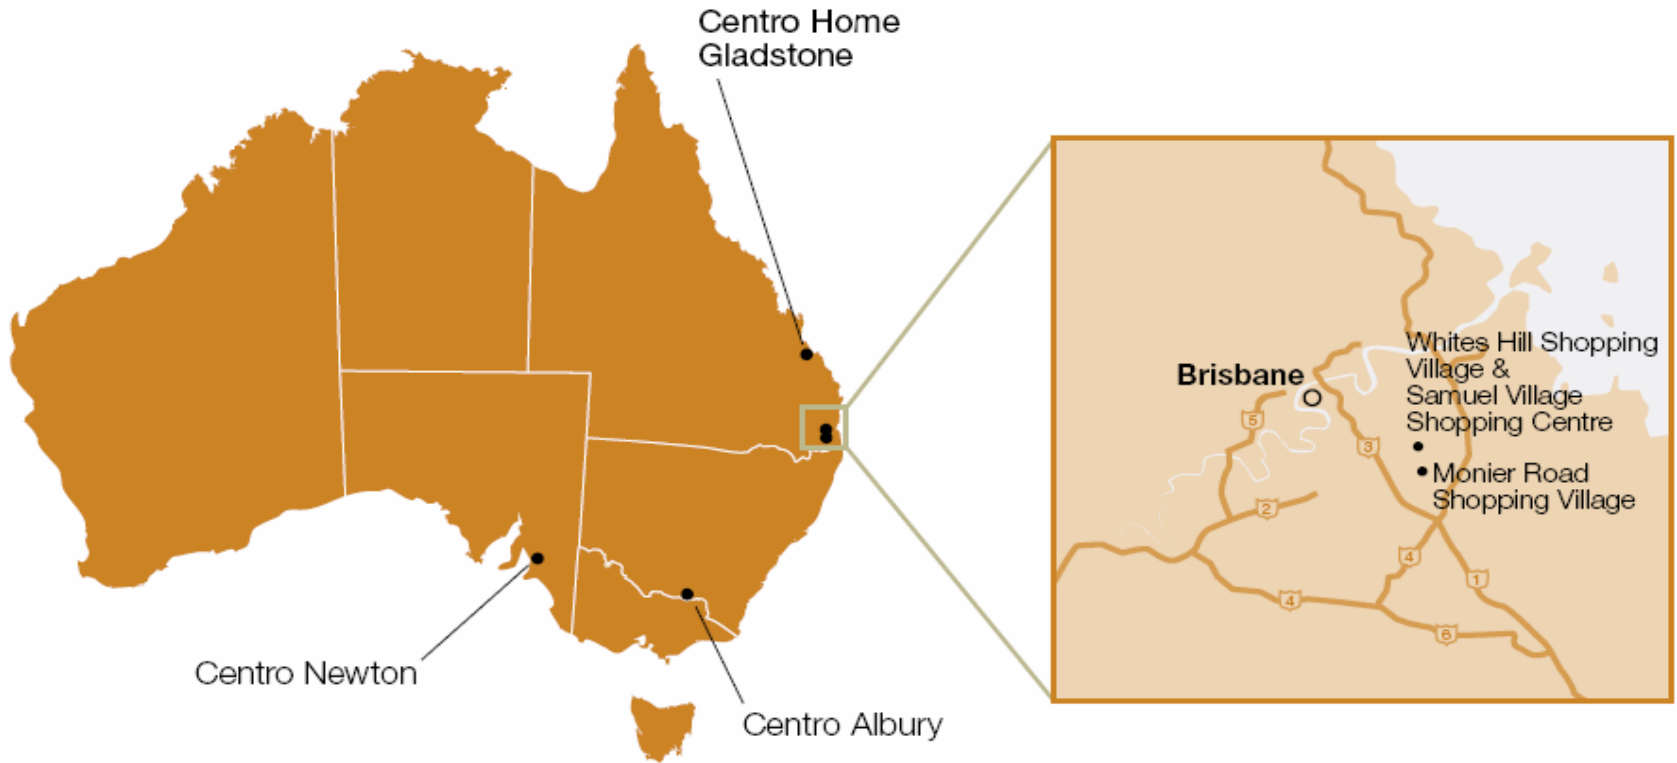 Centro Home
Gladstone
Centro Newton
Centro Albury
Brisbane
Whites Hill Shopping
Village &
Samuel Village
Shopping Centre
Monier Road
Shopping Village
5
3
2
4
4
1
6